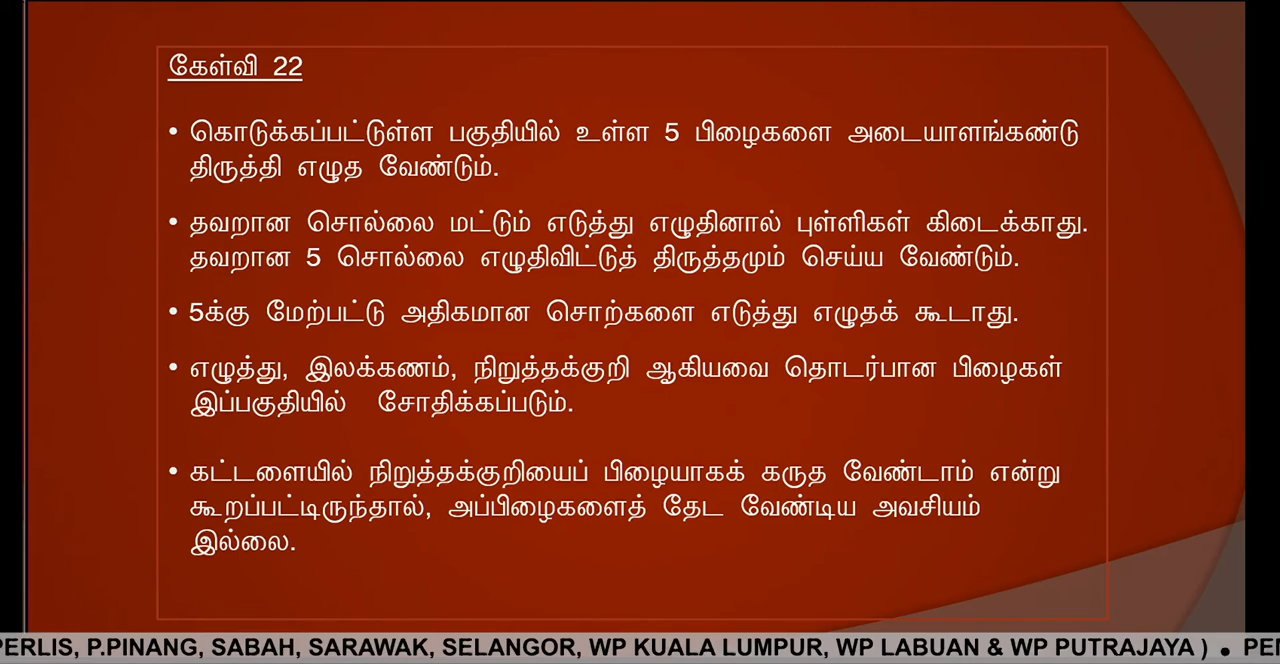 கேள்வி 22
• கொடுக்கப்பட்டுள்ள பகுதியில் உள்ள 5 பிழைகளை அடையாளங்கண்டு
திருத்தி எழுத வேண்டும்.
• தவறான சொல்லை மட்டும் எடுத்து எழுதினால் புள்ளிகள் கிடைக்காது.
தவறான 5 சொல்லை எழுதிவிட்டுத் திருத்தமும் செய்ய வேண்டும்.
• 5க்கு மேற்பட்டு அதிகமான சொற்களை எடுத்து எழுதக் கூடாது.
• எழுத்து, இலக்கணம், நிறுத்தக்குறி ஆகியவை தொடர்பான பிழைகள்
இப்பகுதியில் சோதிக்கப்படும்.
• கட்டளையில் நிறுத்தக்குறியைப் பிழையாகக் கருத வேண்டாம் என்று
கூறப்பட்டிருந்தால், அப்பிழைகளைத் தேட வேண்டிய அவசியம்
இல்லை.
PERLIS, P.PINANG, SABAH, SARAWAK, SELANGOR, WP KUALA LUMPUR, WP LABUAN & WP PUTRAJAYA ) • PE